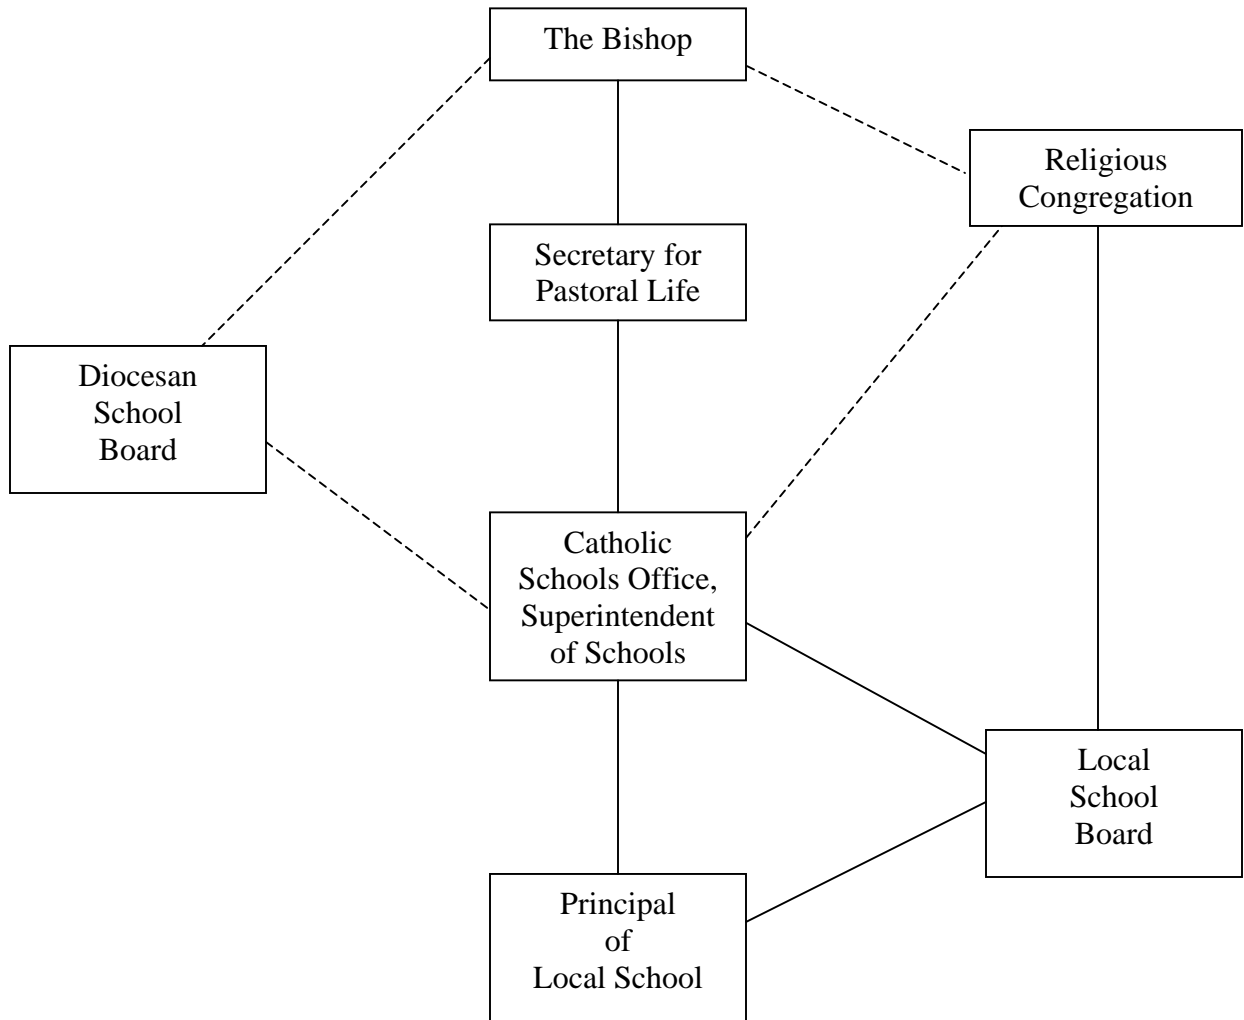 The Bishop
Religious
Congregation
Secretary for
Pastoral Life
Diocesan
School
Board
Catholic
Schools Office,
Superintendent
of Schools
Local
School
Board
Principal
of
Local School